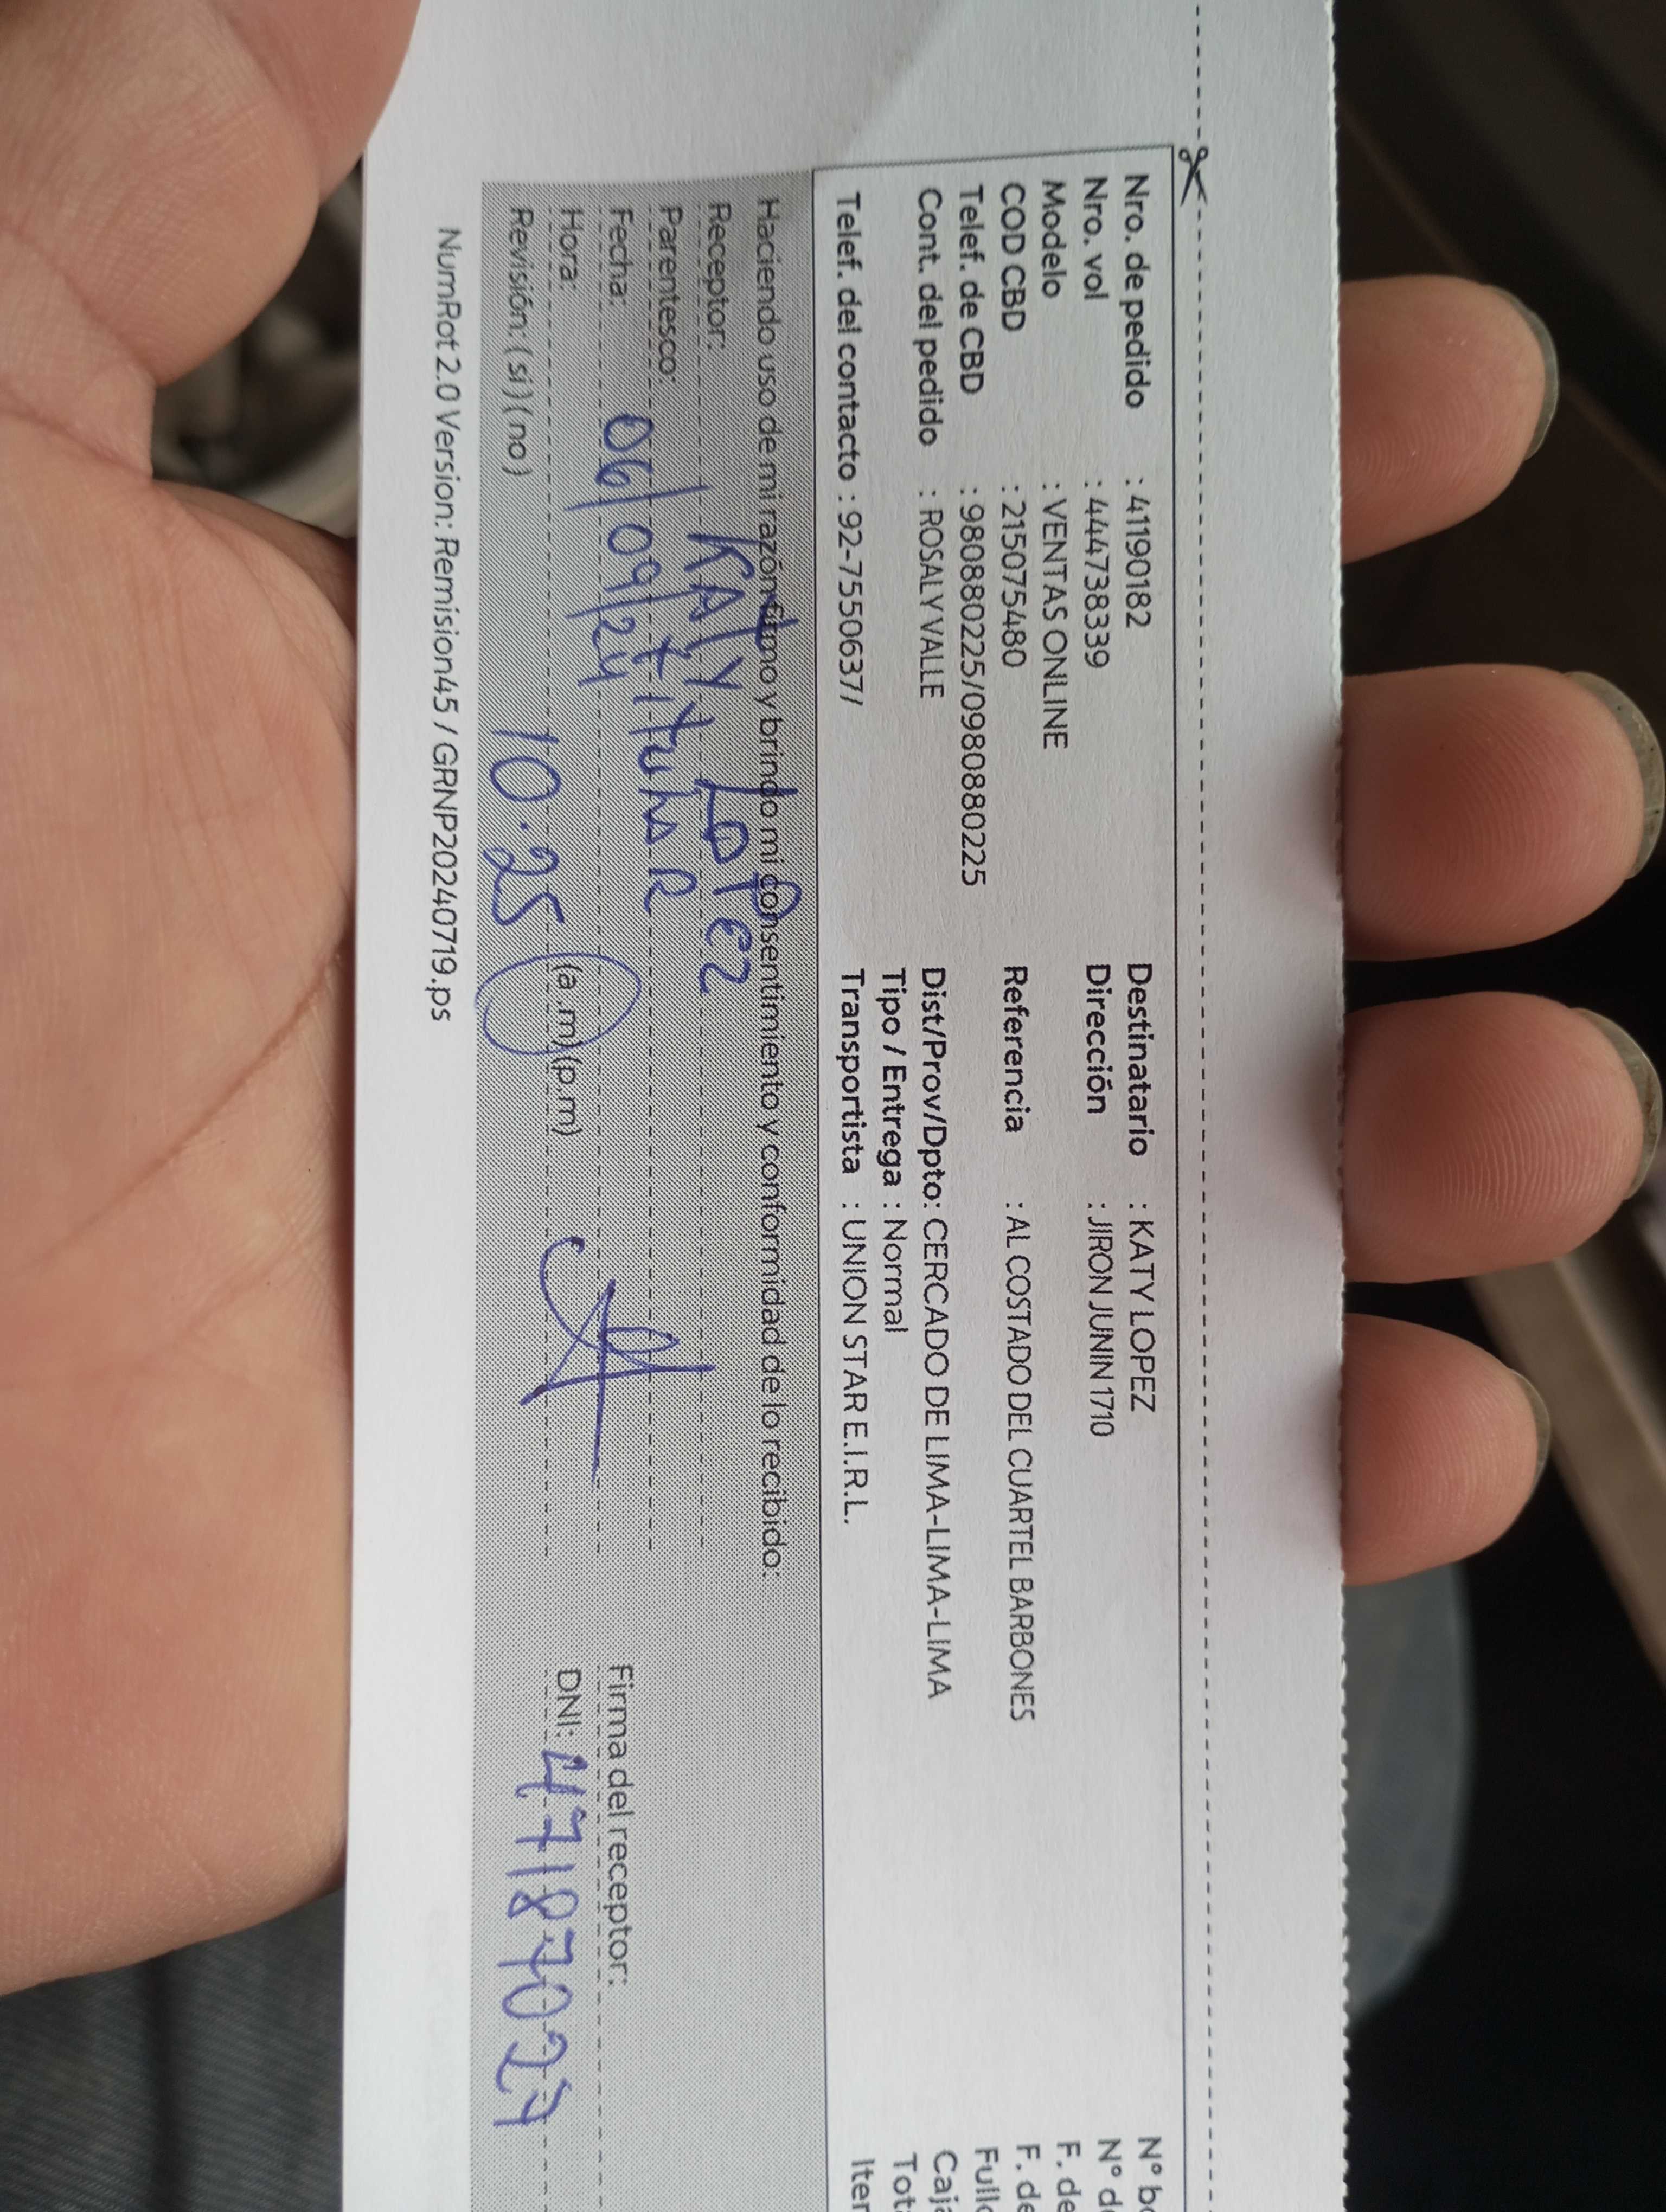 Nro. de pedido : 41190182 Destinatario : KATY LOPEZ
Nro. vol : 444738339 Dirección : JIRON JUNIN 1710
Modelo : VENTAS ONLINE
COD CBD : 215075480 Referencia : AL COSTADO DEL CUARTEL BARBONES
Telef. de CBD : 980880225/0980880225
Cont. del pedido : ROSALY VALLE Dist/Prov/Dpto: CERCADO DE LIMA-LIMA-LIMA
Tipo / Entrega : Normal
Telef. del contacto : 92-7550637/ Transportista : UNION STAR E.I.R.L.
Haciendo uso de mi razón firmo y brindo mi consentimiento y conformidad de lo recibido:
Receptor: KAtY LoPez
Parentesco: tituLAR
Fecha: 06/09/24 Firma del receptor:
Hora: 10:25 (a.m) (p.m) DNI: 47187027
Revisión: (si) (no)
NumRot 2.0 Version: Remision45 / GRNP20240719.ps